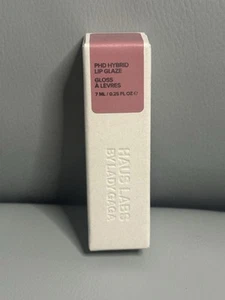 PHD HYBRID
LIP GLAZE
GLOSS
À LÈVRES
7 ML / 0.23 FL OZ ℮
HAUS LABS
BY LADY GAGA